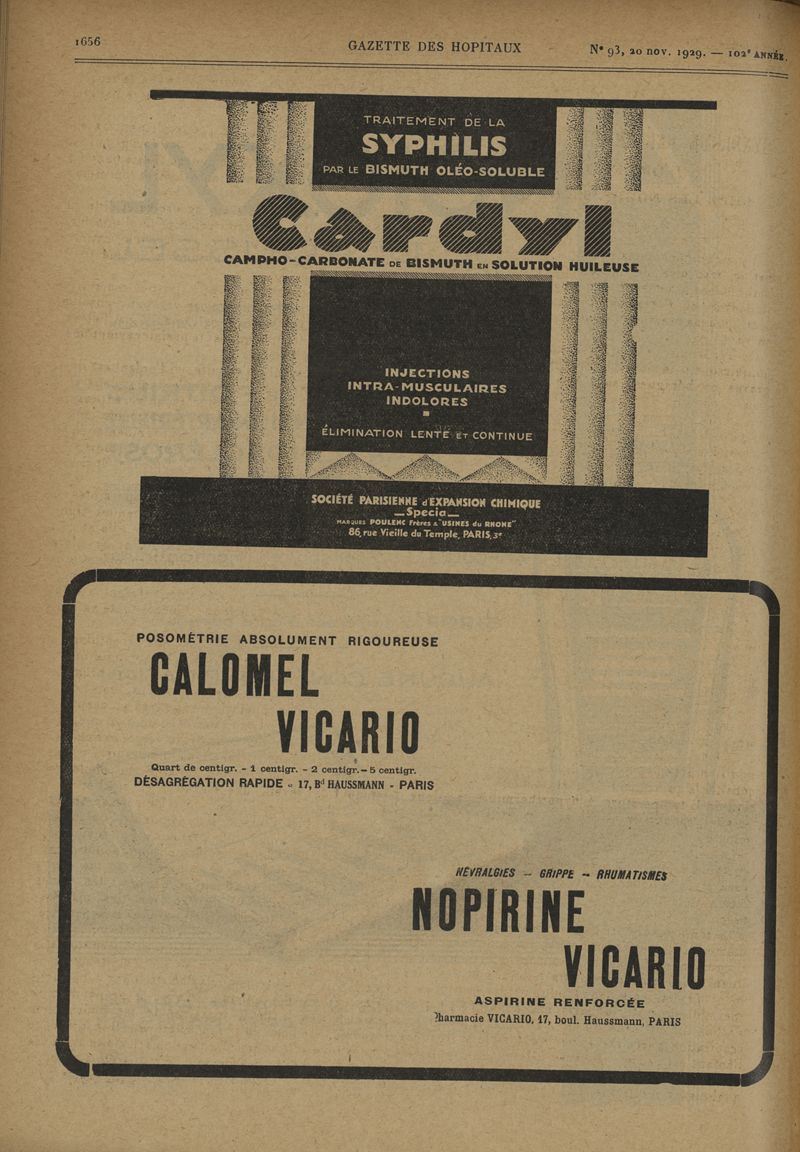 1656
GAZETTE DES HOPITAUX
N° 93, 20 nov. 1929. — 102e ANNÉE.
TRAITEMENT DE LA
SYPHILIS
PAR LE BISMUTH OLÉO-SOLUBLE
Cardyl
CAMPHO-CARBONATE DE BISMUTH EN SOLUTION HUILEUSE
INJECTIONS
INTRA-MUSCULAIRES
INDOLORES
ÉLIMINATION LENTE ET CONTINUE
SOCIÉTÉ PARISIENNE d'EXPANSION CHIMIQUE
— Specia —
MARQUES POULENC Frères & "USINES du RHONE"
86, rue Vieille du Temple, PARIS, 3e
POSOMÉTRIE ABSOLUMENT RIGOUREUSE
CALOMEL
VICARIO
Quart de centigr. - 1 centigr. - 2 centigr. - 5 centigr.
DÉSAGRÉGATION RAPIDE - 17, Bd HAUSSMANN - PARIS
NÉVRALGIES - GRIPPE - RHUMATISMES
NOPIRINE
VICARIO
ASPIRINE RENFORCÉE
Pharmacie VICARIO, 17, boul. Haussmann, PARIS